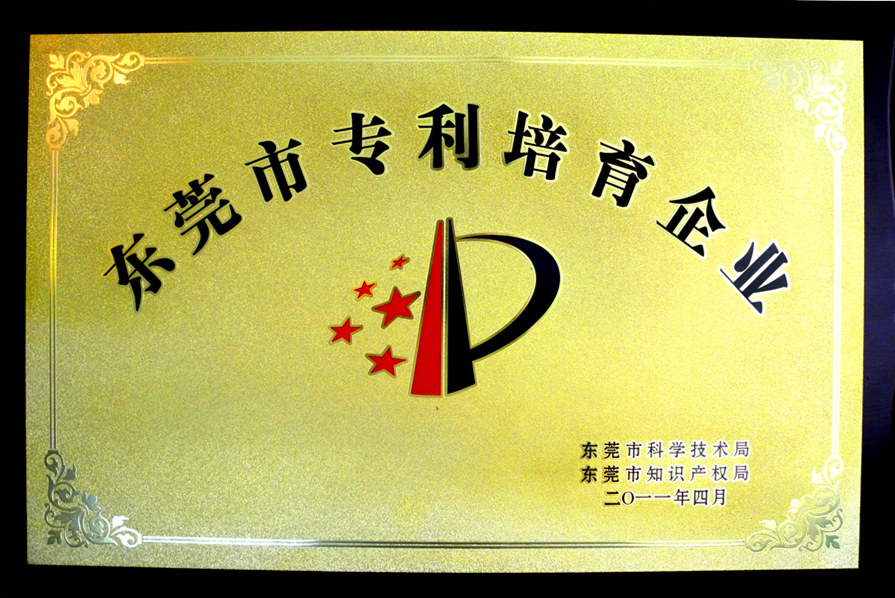 东莞市专利培育企业
东莞市科学技术局
东莞市知识产权局
二〇一一年四月